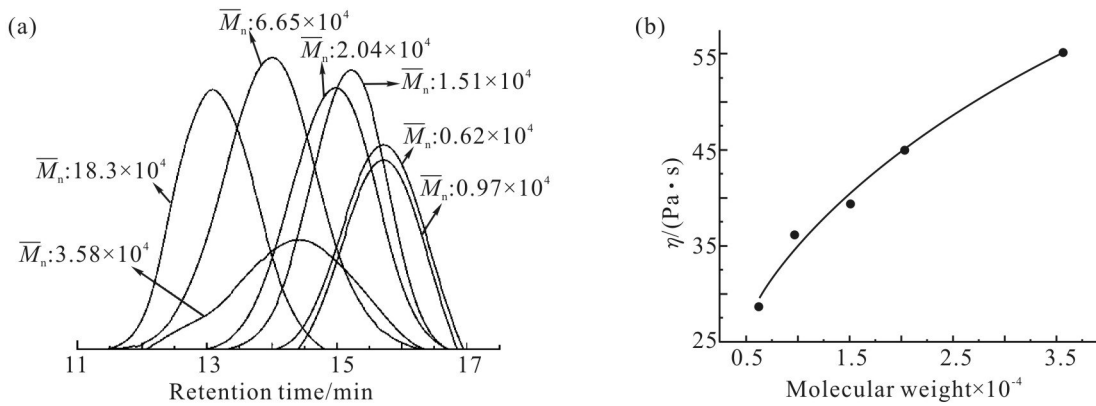 (a)
M̅ₙ:6.65×10⁴
M̅ₙ:2.04×10⁴
M̅ₙ:1.51×10⁴
M̅ₙ:0.62×10⁴
M̅ₙ:18.3×10⁴
M̅ₙ:0.97×10⁴
M̅ₙ:3.58×10⁴
11 13 15 17
Retention time/min
(b)
55
45
35
25
η/(Pa•s)
0.5 1.5 2.5 3.5
Molecular weight×10⁻⁴